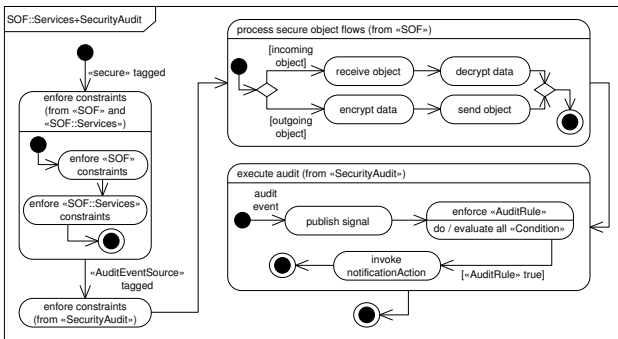 SOF::Services+SecurityAudit
«secure» tagged
enfore constraints
(from «SOF» and
«SOF::Services»)
enfore «SOF»
constraints
enfore «SOF::Services»
constraints
«AuditEventSource»
tagged
enfore constraints
(from «SecurityAudit»)
process secure object flows (from «SOF»)
[incoming
object]
receive object
decrypt data
encrypt data
send object
[outgoing
object]
execute audit (from «SecurityAudit»)
audit
event
publish signal
enforce «AuditRule»
do / evaluate all «Condition»
invoke
notificationAction
[«AuditRule» true]